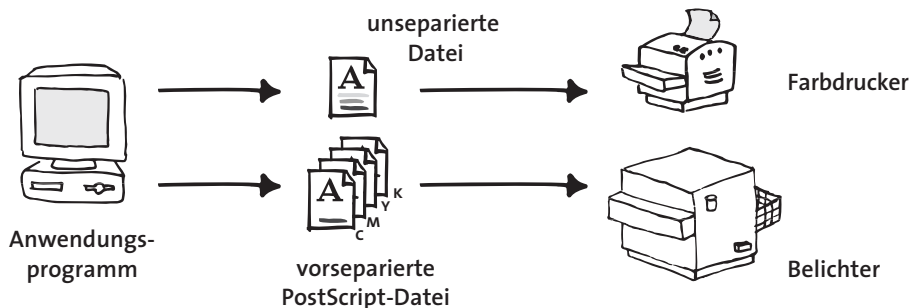 unseparierte
Datei
A
Farbdrucker
A
C
M
Y
K
Anwendungs-
programm
vorseparierte
PostScript-Datei
Belichter